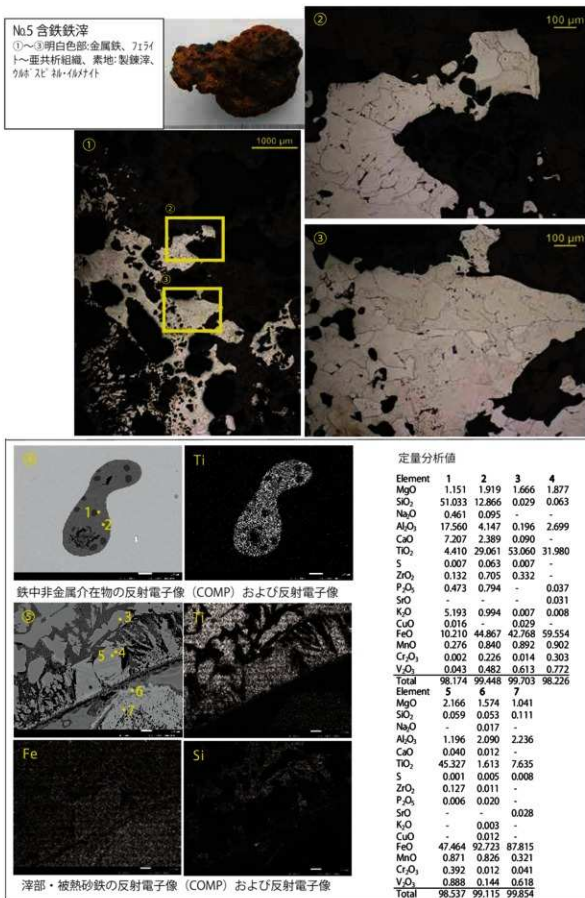 No.5 含鉄鉄滓
①～③明白色部:金属鉄、フェライ
ト～亜共析組織、素地:製錬滓、
ウルボスピネル・イルメナイト
①
1000 µm
②
③
②
100 µm
③
100 µm
④
1
2
Ti
鉄中非金属介在物の反射電子像（COMP）および反射電子像
⑤
3
5
4
6
7
Ti
Fe
Si
滓部・被熱砂鉄の反射電子像（COMP）および反射電子像
定量分析値
Element 1 2 3 4
MgO 1.151 1.919 1.666 1.877
SiO₂ 51.033 12.866 0.029 0.063
Na₂O 0.461 0.095 - -
Al₂O₃ 17.560 4.147 0.196 2.699
CaO 7.207 2.389 0.090 -
TiO₂ 4.410 29.061 53.060 31.980
S 0.007 0.063 0.007 -
ZrO₂ 0.132 0.705 0.332 -
P₂O₅ 0.473 0.794 - 0.037
SrO - - - 0.031
K₂O 5.193 0.994 0.007 0.008
CuO 0.016 - 0.029 -
FeO 10.210 44.867 42.768 59.554
MnO 0.276 0.840 0.892 0.902
Cr₂O₃ 0.002 0.226 0.014 0.303
V₂O₃ 0.043 0.482 0.613 0.772
Total 98.174 99.448 99.703 98.226
Element 5 6 7
MgO 2.166 1.574 1.041
SiO₂ 0.059 0.053 0.111
Na₂O - 0.017 -
Al₂O₃ 1.196 2.090 2.236
CaO 0.040 0.012 -
TiO₂ 45.327 1.613 7.635
S 0.001 0.005 0.008
ZrO₂ 0.127 0.011 -
P₂O₅ 0.006 0.020 -
SrO - - 0.028
K₂O - 0.003 -
CuO - 0.012 -
FeO 47.464 92.723 87.815
MnO 0.871 0.826 0.321
Cr₂O₃ 0.392 0.012 0.041
V₂O₃ 0.888 0.144 0.618
Total 98.537 99.115 99.854